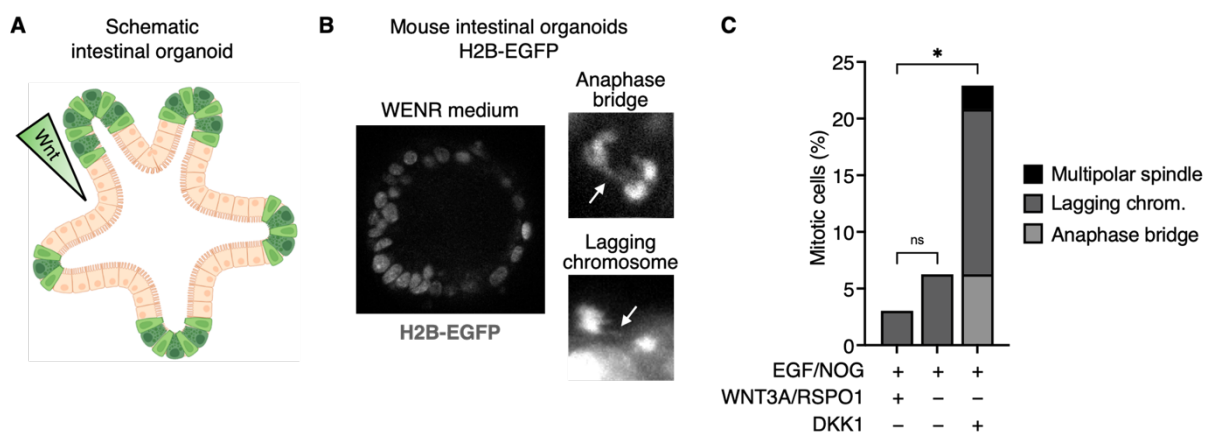 A
Schematic
intestinal organoid
Wnt
B
Mouse intestinal organoids
H2B-EGFP
WENR medium
H2B-EGFP
Anaphase
bridge
Lagging
chromosome
C
Mitotic cells (%)
25
20
15
10
5
0
*
ns
Multipolar spindle
Lagging chrom.
Anaphase bridge
EGF/NOG + + +
WNT3A/RSPO1 + – –
DKK1 – – +